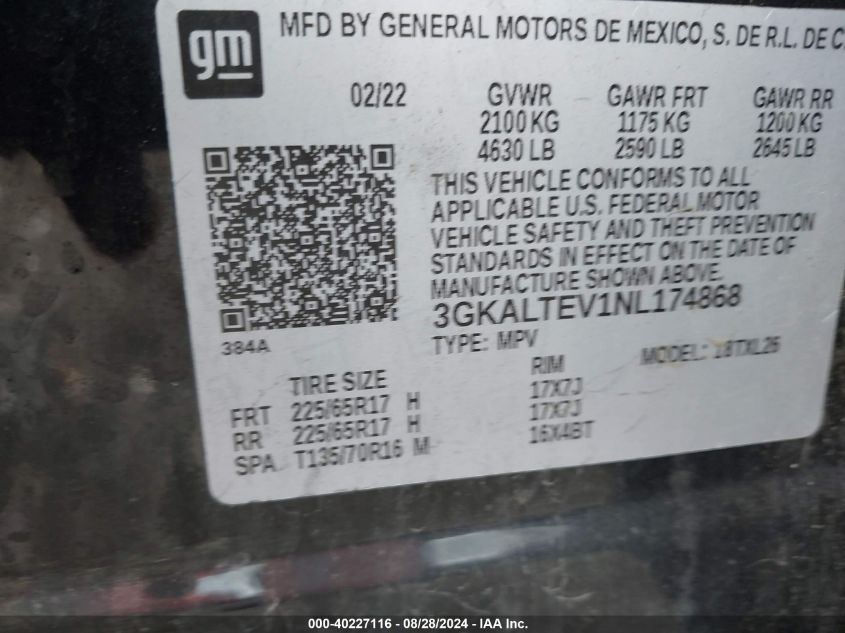 gm
MFD BY GENERAL MOTORS DE MEXICO, S. DE R.L. DE C.
02/22 GVWR GAWR FRT GAWR RR
2100 KG 1175 KG 1200 KG
4630 LB 2590 LB 2645 LB
THIS VEHICLE CONFORMS TO ALL
APPLICABLE U.S. FEDERAL MOTOR
VEHICLE SAFETY AND THEFT PREVENTION
STANDARDS IN EFFECT ON THE DATE OF
MANUFACTURE SHOWN ABOVE.
3GKALTEV1NL174868
384A
TYPE: MPV MODEL: 18TXL26
TIRE SIZE RIM
FRT 225/65R17 H 17X7J
RR 225/65R17 H 17X7J
SPA T135/70R16 M 16X4BT
000-40227116 - 08/28/2024 - IAA Inc.